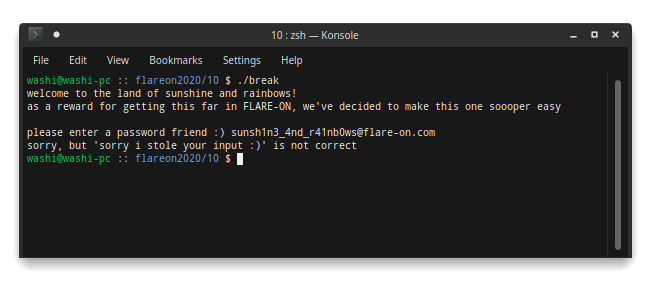 10 : zsh — Konsole
File Edit View Bookmarks Settings Help
washi@washi-pc :: flareon2020/10 $ ./break
welcome to the land of sunshine and rainbows!
as a reward for getting this far in FLARE-ON, we've decided to make this one soooper easy
please enter a password friend :) sunsh1n3_4nd_r41nb0ws@flare-on.com
sorry, but 'sorry i stole your input :)' is not correct
washi@washi-pc :: flareon2020/10 $